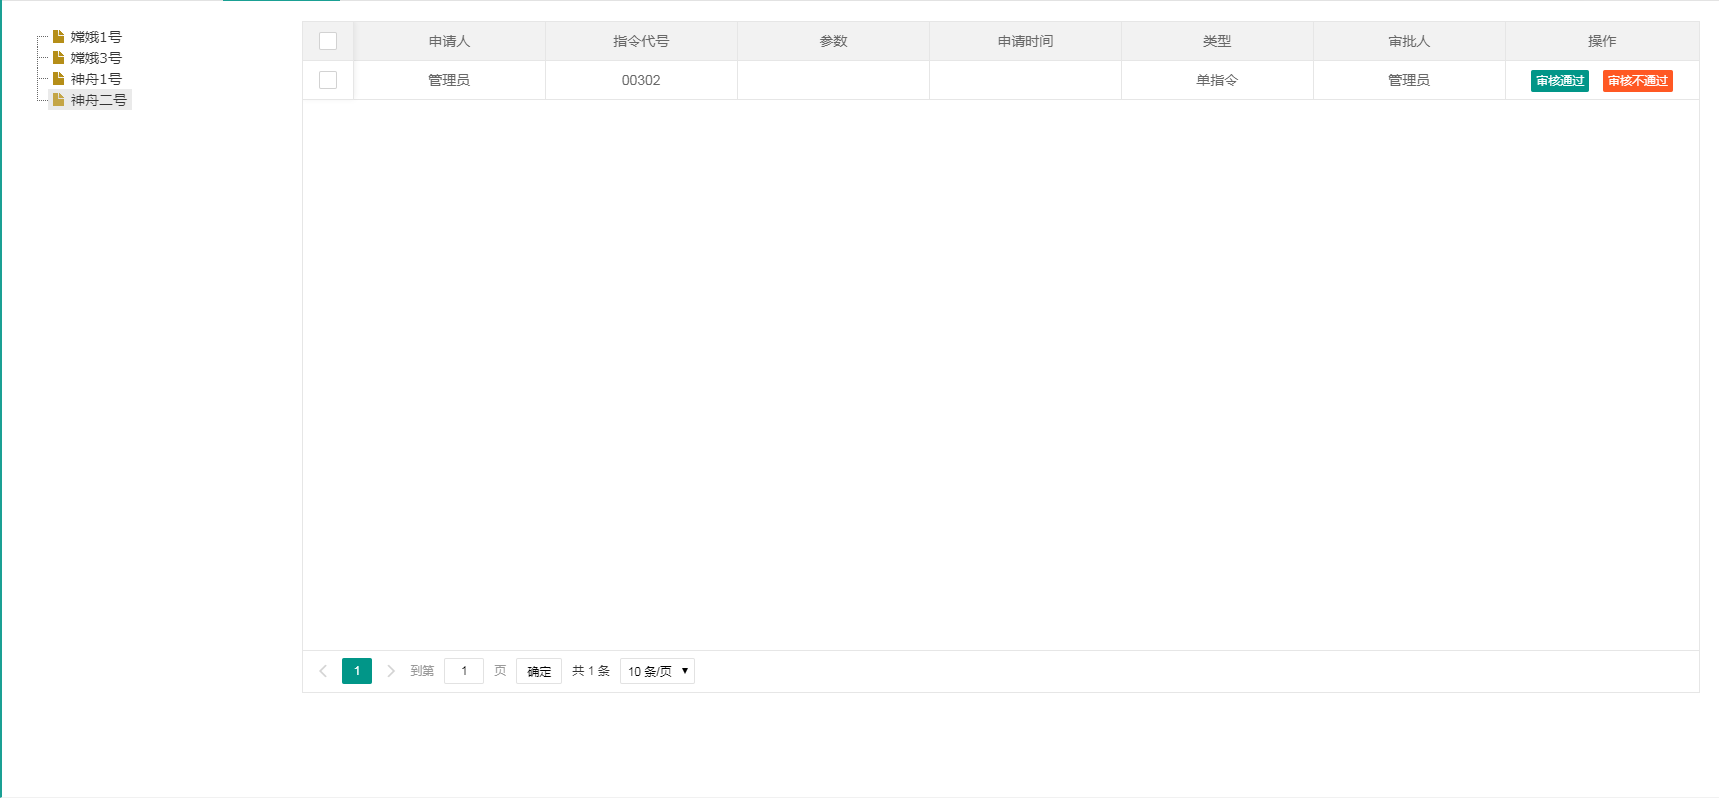 嫦娥1号
嫦娥3号
神舟1号
神舟二号
申请人 指令代号 参数 申请时间 类型 审批人 操作
管理员 00302 单指令 管理员 审核通过 审核不通过
1 到第 1 页 确定 共 1 条 10 条/页